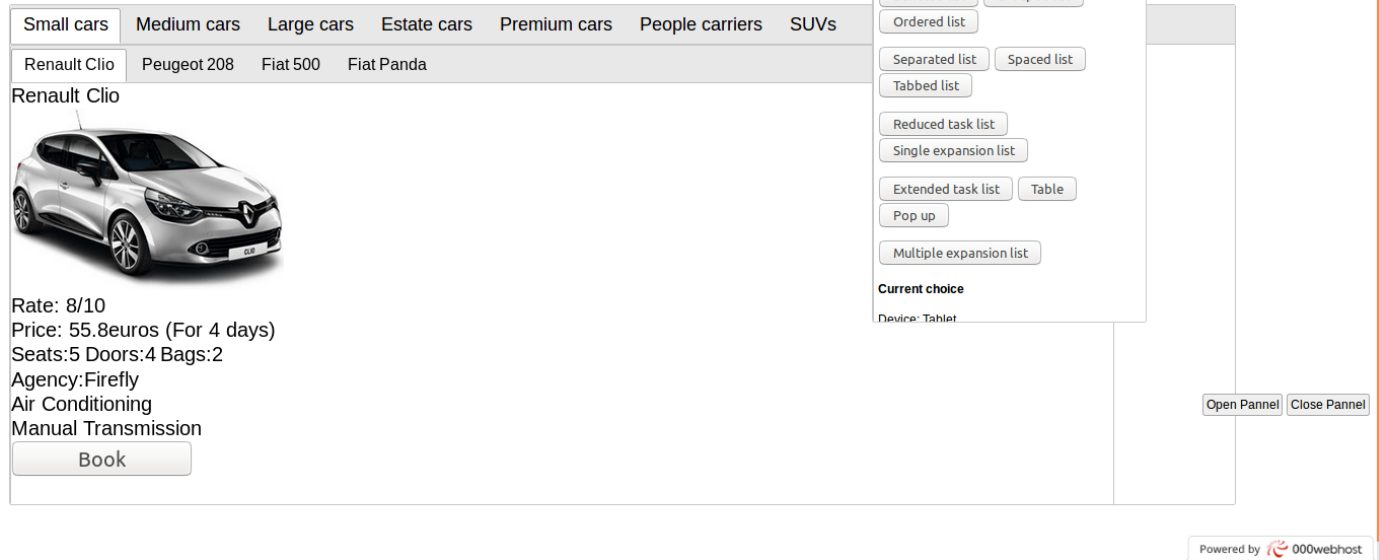 Small cars Medium cars Large cars Estate cars Premium cars People carriers SUVs
Renault Clio Peugeot 208 Fiat 500 Fiat Panda
Renault Clio
CLIO
Rate: 8/10
Price: 55.8euros (For 4 days)
Seats:5 Doors:4 Bags:2
Agency:Firefly
Air Conditioning
Manual Transmission
Book
Ordered list
Separated list Spaced list
Tabbed list
Reduced task list
Single expansion list
Extended task list Table
Pop up
Multiple expansion list
Current choice
Device: Tablet
Open Pannel Close Pannel
Powered by 000webhost